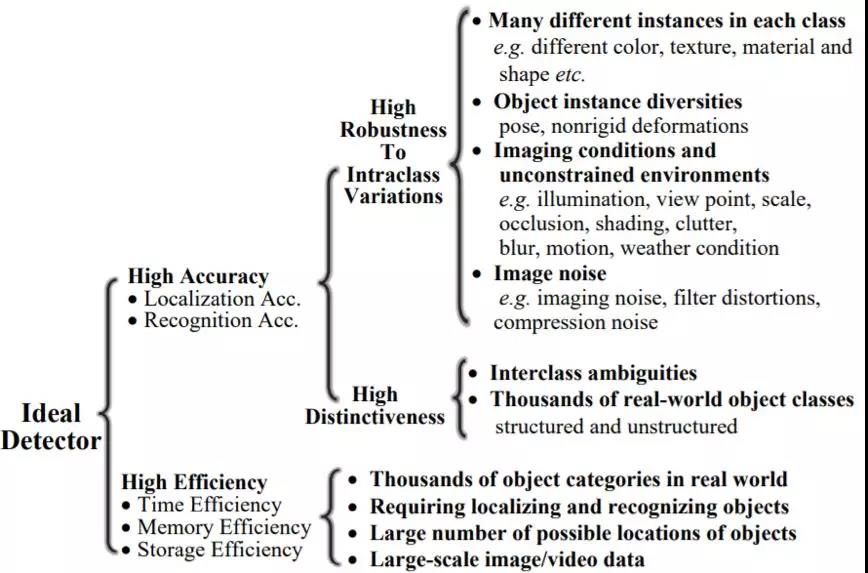 • Many different instances in each class
e.g. different color, texture, material and
shape etc.
• Object instance diversities
pose, nonrigid deformations
• Imaging conditions and
unconstrained environments
e.g. illumination, view point, scale,
occlusion, shading, clutter,
blur, motion, weather condition
• Image noise
e.g. imaging noise, filter distortions,
compression noise
High
Robustness
To
Intraclass
Variations
High Accuracy
• Localization Acc.
• Recognition Acc.
• Interclass ambiguities
• Thousands of real-world object classes
structured and unstructured
High
Distinctiveness
Ideal
Detector
High Efficiency
• Time Efficiency
• Memory Efficiency
• Storage Efficiency
• Thousands of object categories in real world
• Requiring localizing and recognizing objects
• Large number of possible locations of objects
• Large-scale image/video data